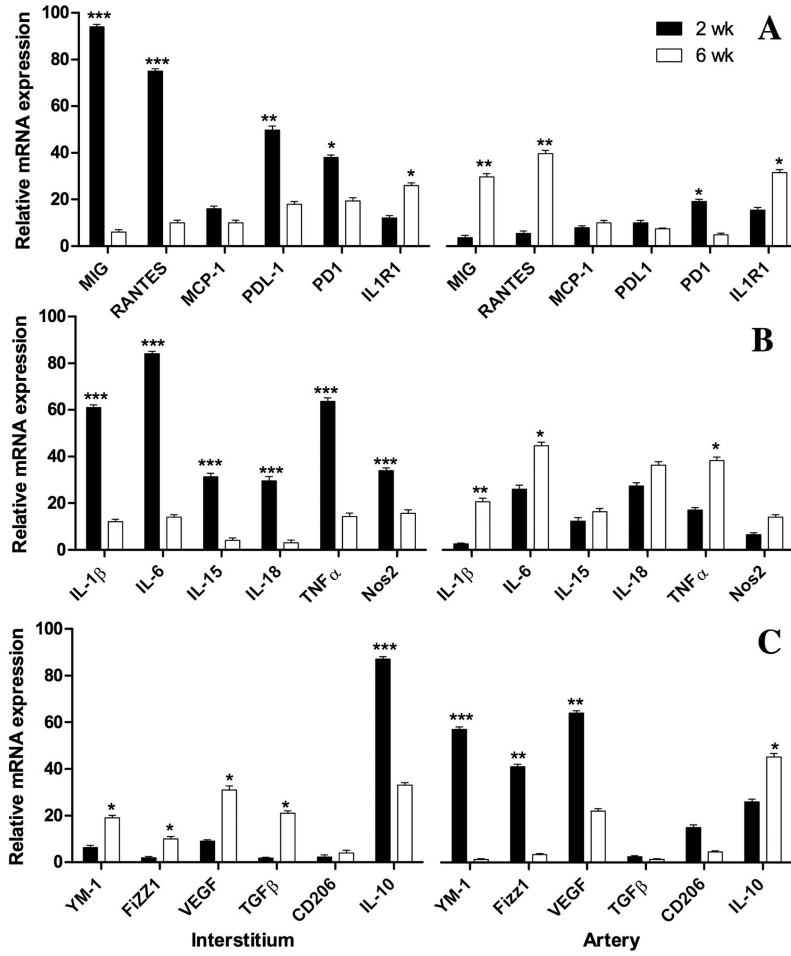 A
2 wk
6 wk
Relative mRNA expression
100
80
60
40
20
0
*** *** ** * * ** ** * *
MIG RANTES MCP-1 PDL-1 PD1 IL1R1 MIG RANTES MCP-1 PDL1 PD1 IL1R1
B
Relative mRNA expression
100
80
60
40
20
0
*** *** *** *** *** *** ** * *
IL-1β IL-6 IL-15 IL-18 TNFα Nos2 IL-1β IL-6 IL-15 IL-18 TNFα Nos2
C
Relative mRNA expression
100
80
60
40
20
0
* * * * *** *** ** ** *
YM-1 FiZZ1 VEGF TGFβ CD206 IL-10 YM-1 Fizz1 VEGF TGFβ CD206 IL-10
Interstitium Artery